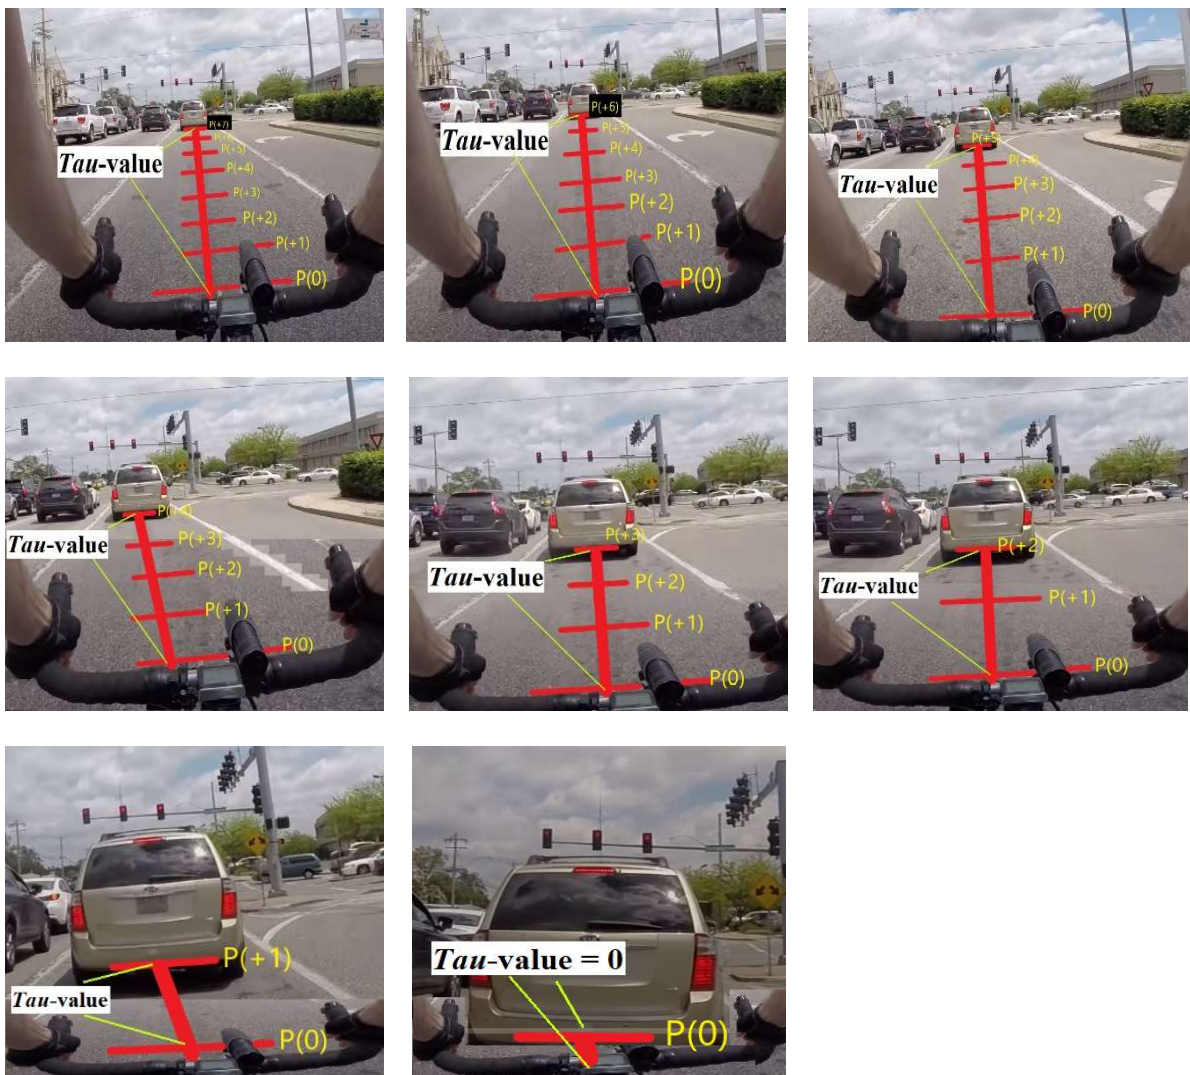 P(+7)
P(+5)
P(+4)
P(+3)
P(+2)
P(+1)
P(0)
Tau-value
P(+6)
P(+5)
P(+4)
P(+3)
P(+2)
P(+1)
P(0)
Tau-value
P(+5)
P(+4)
P(+3)
P(+2)
P(+1)
P(0)
Tau-value
P(+3)
P(+2)
P(+1)
P(0)
Tau-value
P(+3)
P(+2)
P(+1)
P(0)
Tau-value
P(+2)
P(+1)
P(0)
Tau-value
P(+1)
P(0)
Tau-value
Tau-value = 0
P(0)